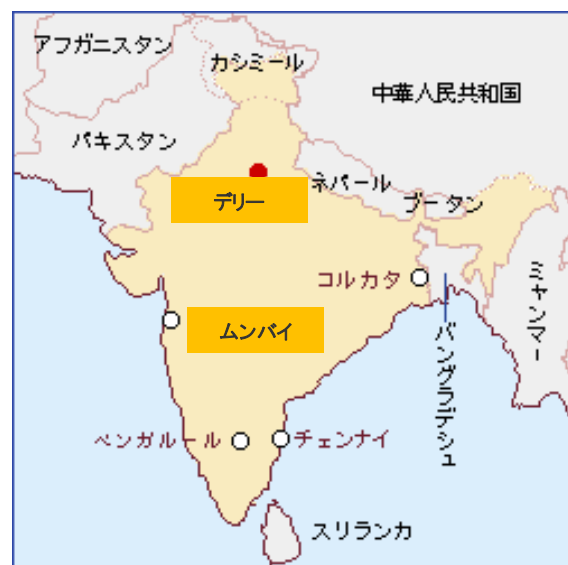 アフガニスタン
カシミール
中華人民共和国
パキスタン
ネパール
デリー
ブータン
コルカタ
ミャンマー
ムンバイ
バングラデシュ
ベンガルール
チェンナイ
スリランカ